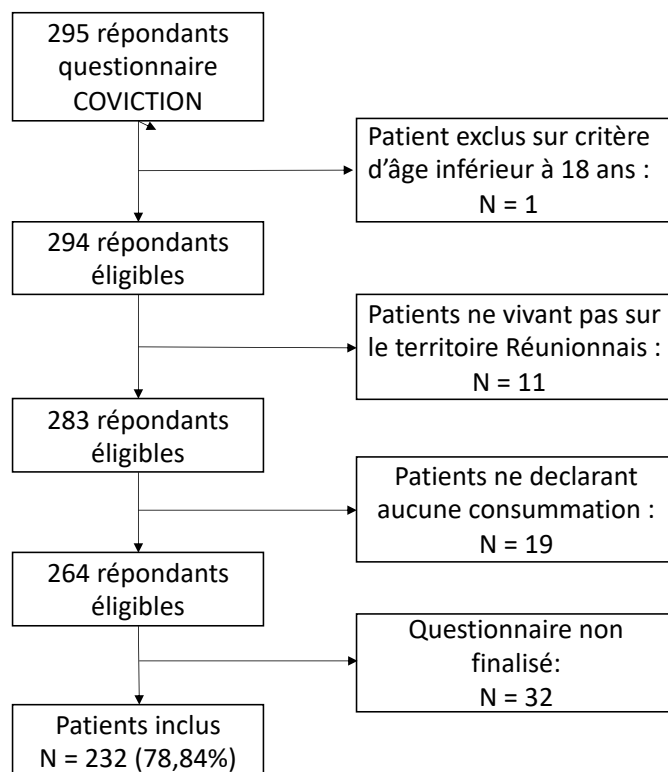 295 répondants
questionnaire
COVICTION
Patient exclus sur critère
d’âge inférieur à 18 ans :
N = 1
294 répondants
éligibles
Patients ne vivant pas sur
le territoire Réunionnais :
N = 11
283 répondants
éligibles
Patients ne declarant
aucune consummation :
N = 19
264 répondants
éligibles
Questionnaire non
finalisé:
N = 32
Patients inclus
N = 232 (78,84%)